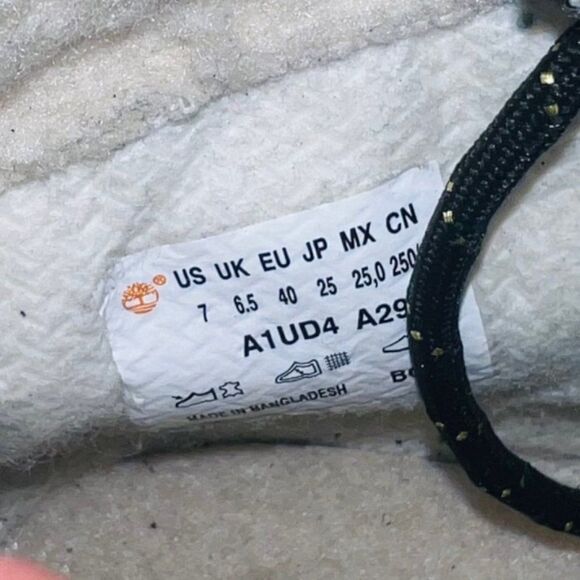 US UK EU JP MX CN
7 6.5 40 25 25,0 250/
A1UD4 A29
MADE IN BANGLADESH
®